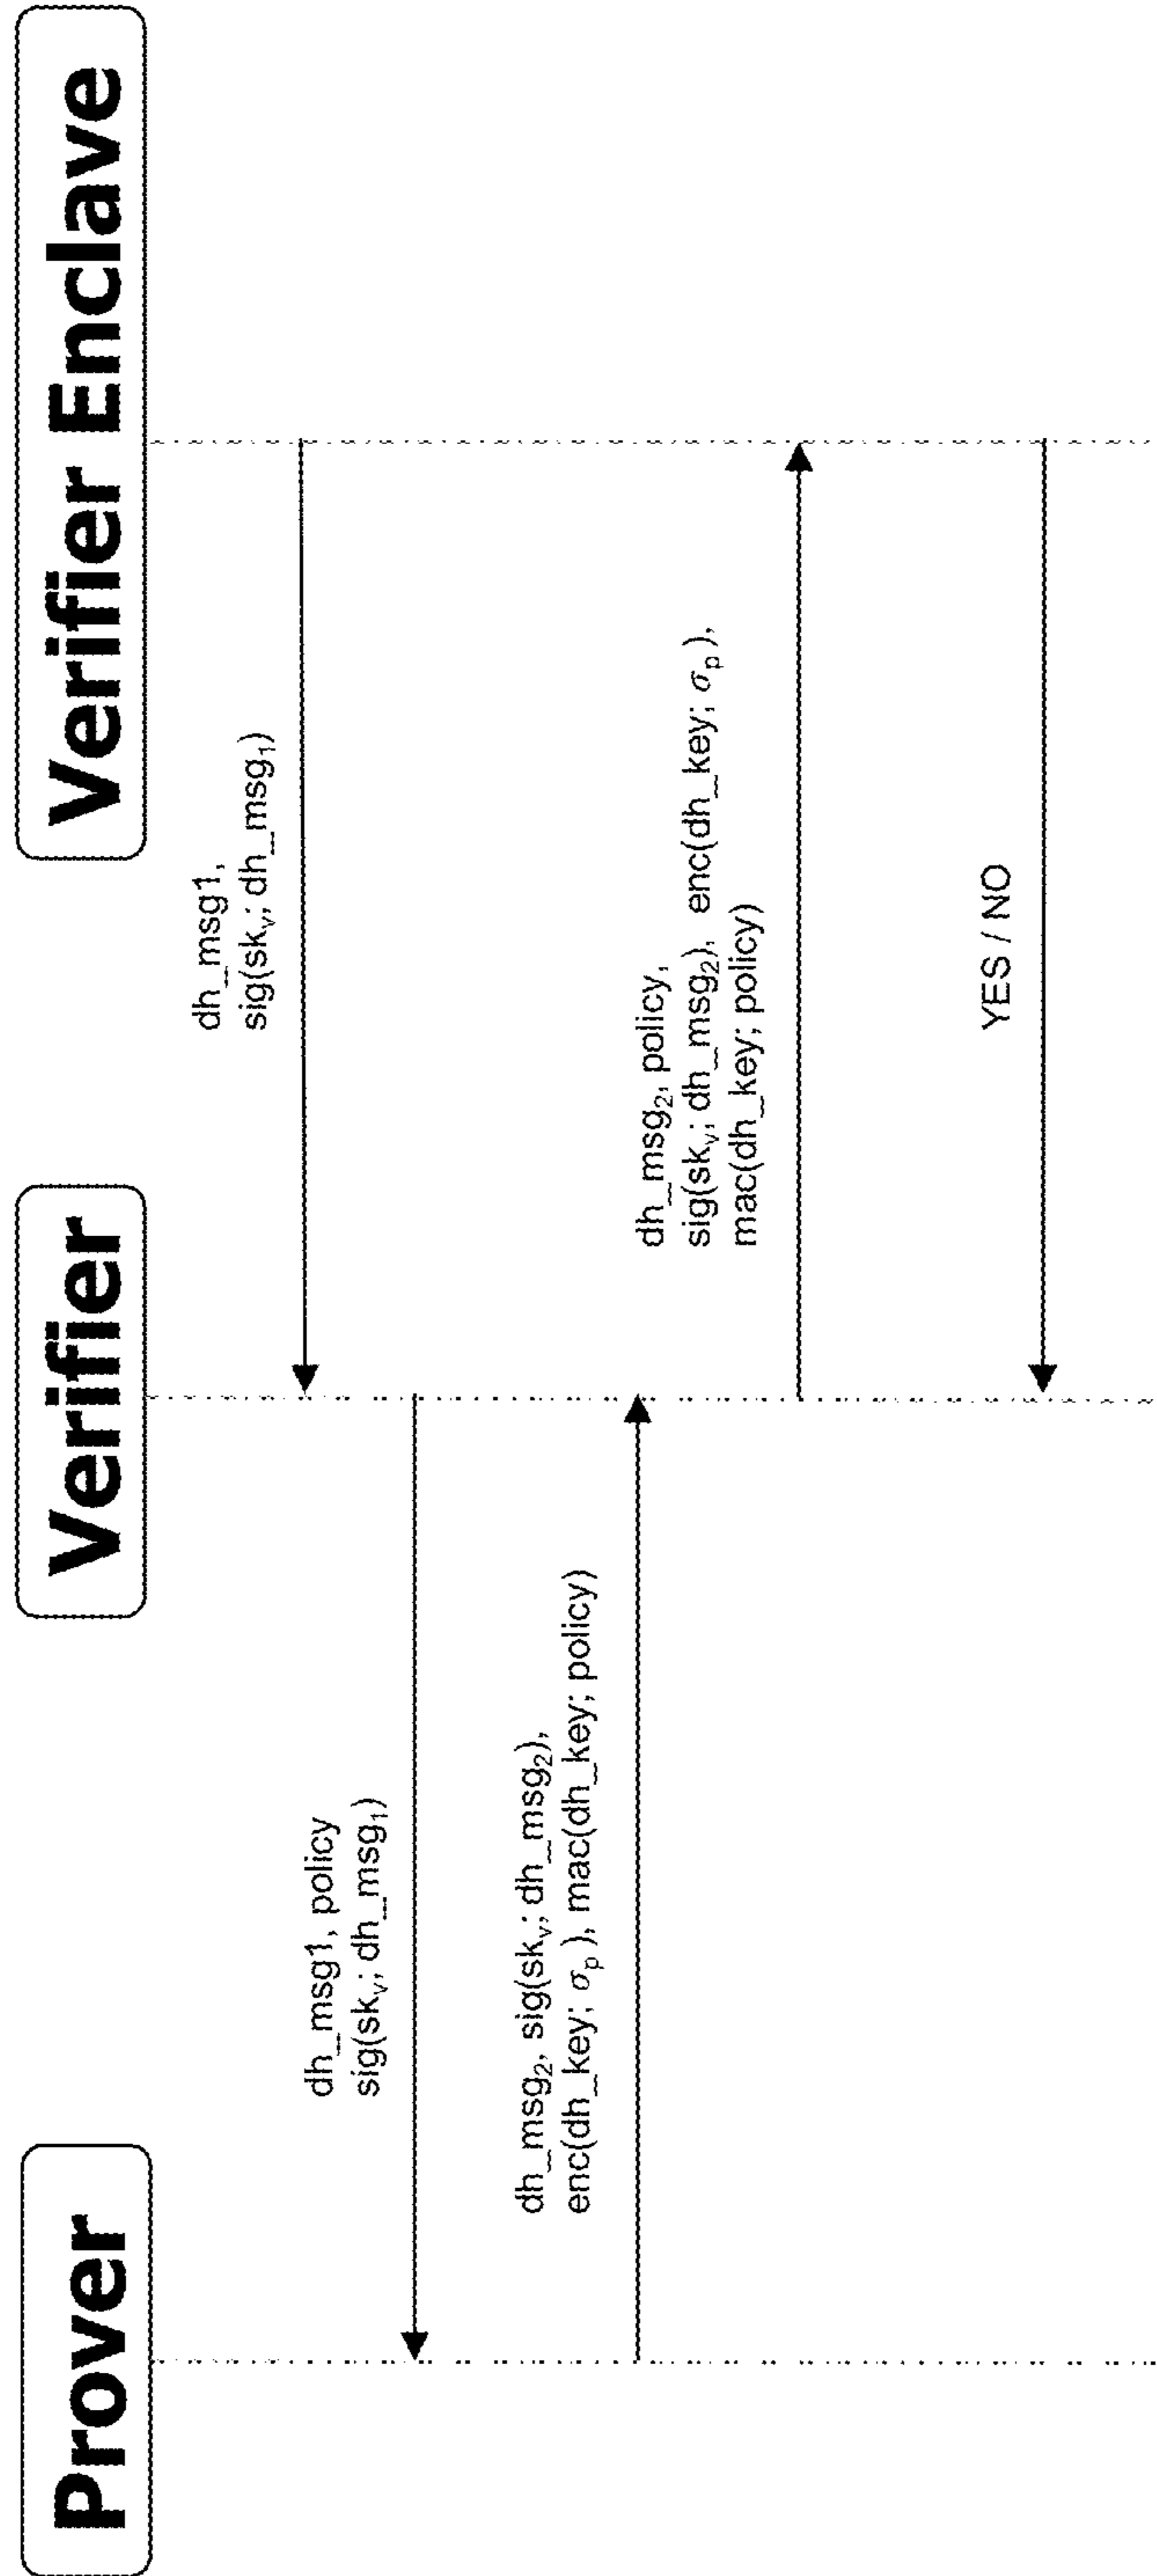 Prover
Verifier
Verifier Enclave
dh_msg1,
sig(skᵥ; dh_msg₁)
dh_msg1, policy
sig(skᵥ; dh_msg₁)
dh_msg₂, sig(skᵥ; dh_msg₂),
enc(dh_key; σₚ), mac(dh_key; policy)
dh_msg₂, policy,
sig(skᵥ; dh_msg₂), enc(dh_key; σₚ),
mac(dh_key; policy)
YES / NO